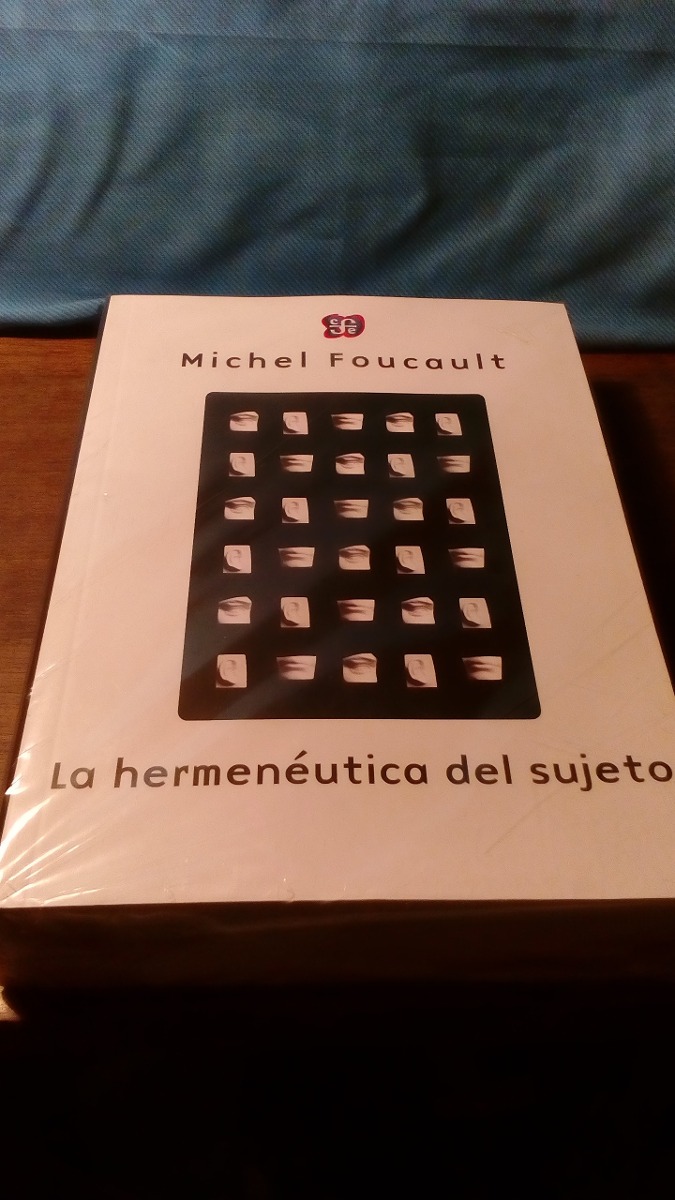 Michel Foucault
La hermenéutica del sujeto